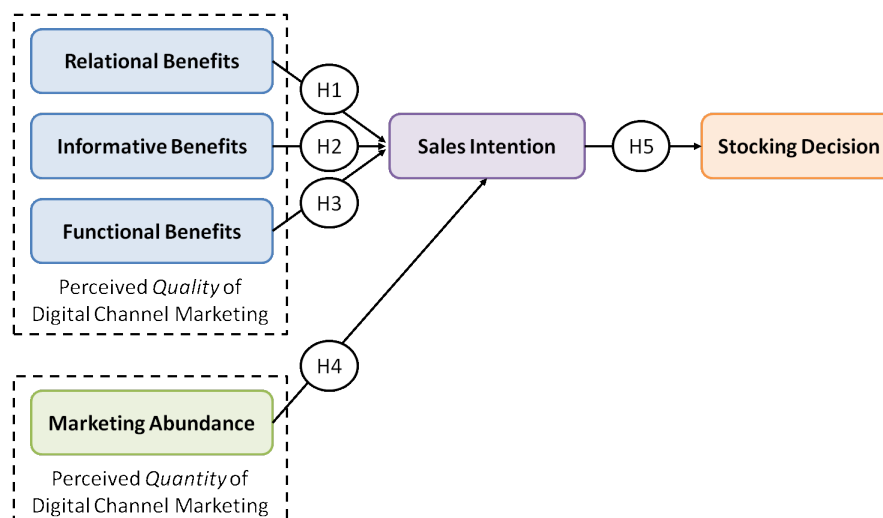 Relational Benefits
H1
Informative Benefits
H2
Sales Intention
H5
Stocking Decision
Functional Benefits
H3
Perceived Quality of
Digital Channel Marketing
H4
Marketing Abundance
Perceived Quantity of
Digital Channel Marketing